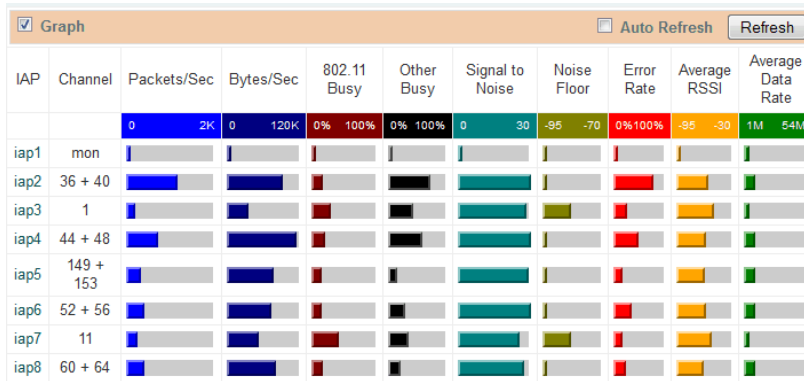 Graph Auto Refresh Refresh
IAP Channel Packets/Sec Bytes/Sec 802.11 Busy Other Busy Signal to Noise Noise Floor Error Rate Average RSSI Average Data Rate
0 2K 0 120K 0% 100% 0% 100% 0 30 -95 -70 0%100% -95 -30 1M 54M
iap1 mon
iap2 36 + 40
iap3 1
iap4 44 + 48
iap5 149 + 153
iap6 52 + 56
iap7 11
iap8 60 + 64